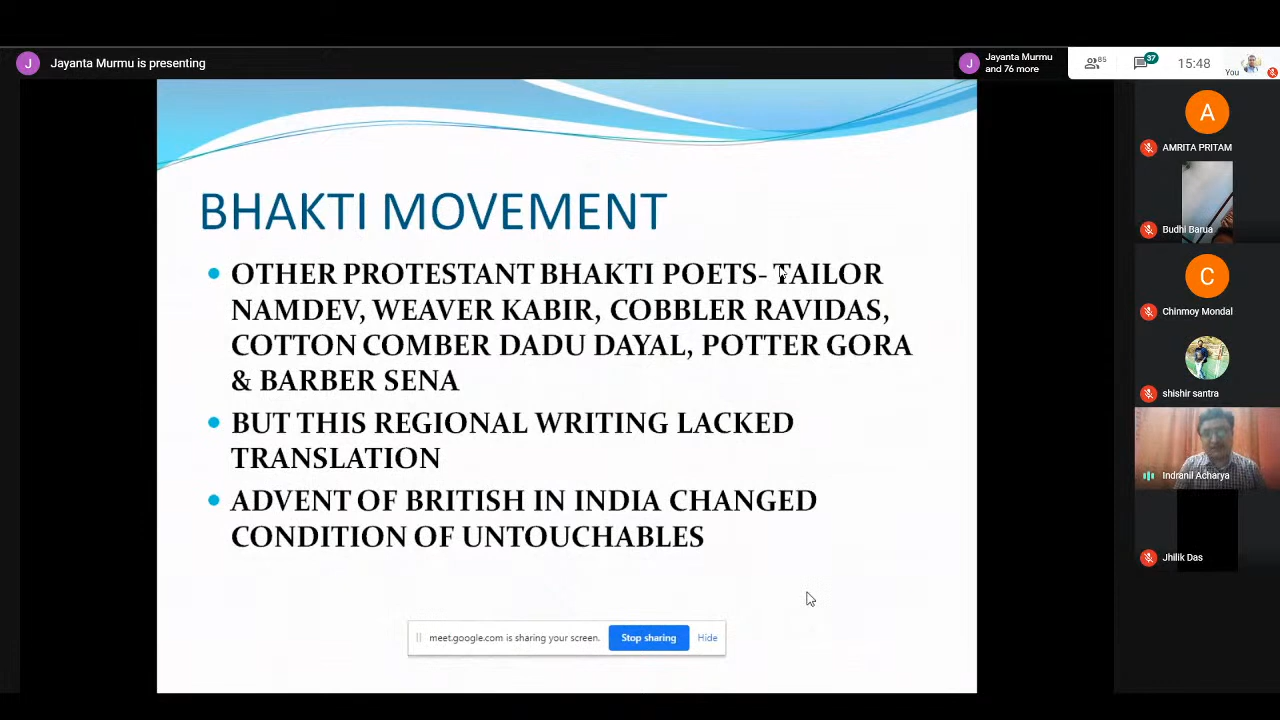 J Jayanta Murmu is presenting
J Jayanta Murmu
and 76 more
85
37
15:48
You
BHAKTI MOVEMENT
OTHER PROTESTANT BHAKTI POETS- TAILOR
NAMDEV, WEAVER KABIR, COBBLER RAVIDAS,
COTTON COMBER DADU DAYAL, POTTER GORA
& BARBER SENA
BUT THIS REGIONAL WRITING LACKED
TRANSLATION
ADVENT OF BRITISH IN INDIA CHANGED
CONDITION OF UNTOUCHABLES
meet.google.com is sharing your screen. Stop sharing Hide
A
AMRITA PRITAM
Budhi Barua
C
Chinmoy Mondal
shishir santra
Indranil Acharya
Jhilik Das